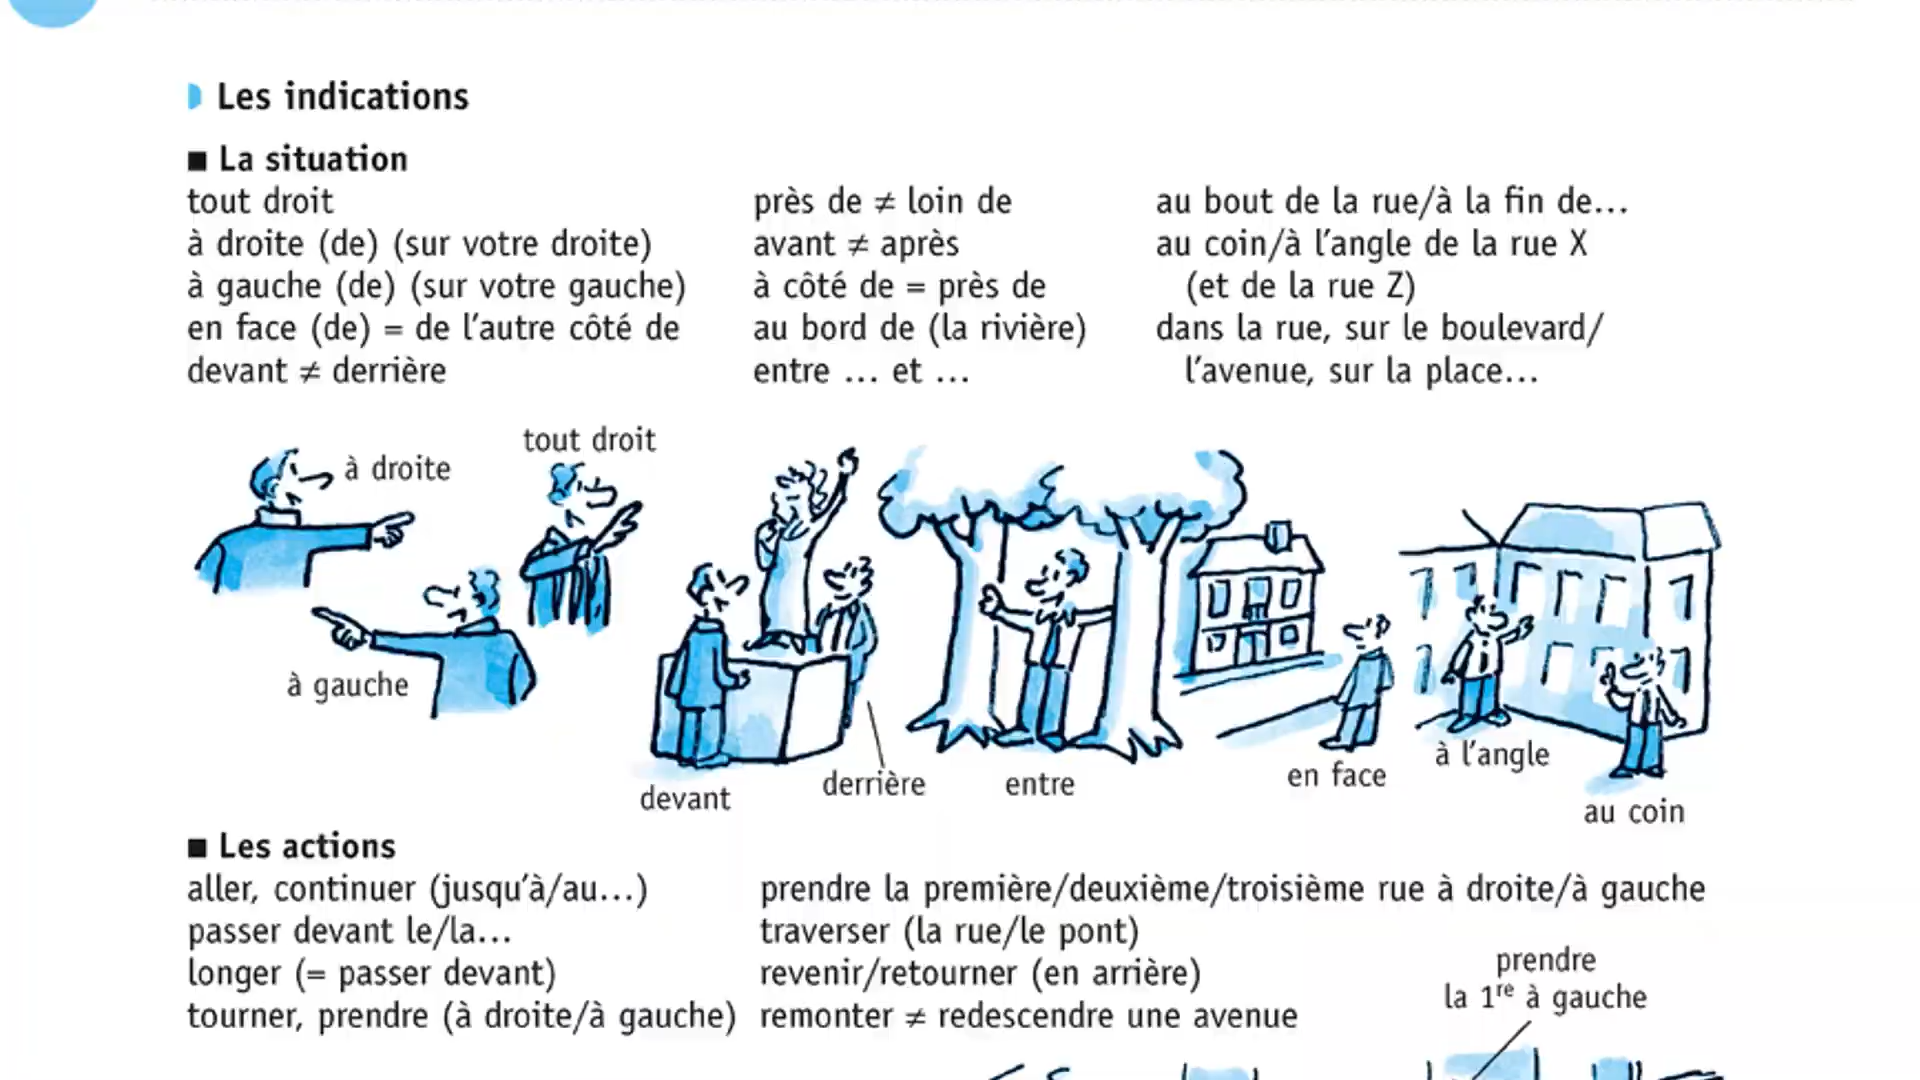 Les indications
La situation
tout droit
à droite (de) (sur votre droite)
à gauche (de) (sur votre gauche)
en face (de) = de l'autre côté de
devant ≠ derrière
près de ≠ loin de
avant ≠ après
à côté de = près de
au bord de (la rivière)
entre ... et ...
au bout de la rue/à la fin de...
au coin/à l'angle de la rue X
(et de la rue Z)
dans la rue, sur le boulevard/
l'avenue, sur la place...
à droite
tout droit
à gauche
devant
derrière
entre
en face
à l'angle
au coin
Les actions
aller, continuer (jusqu'à/au...)
passer devant le/la...
longer (= passer devant)
tourner, prendre (à droite/à gauche)
prendre la première/deuxième/troisième rue à droite/à gauche
traverser (la rue/le pont)
revenir/retourner (en arrière)
remonter ≠ redescendre une avenue
prendre
la 1re à gauche